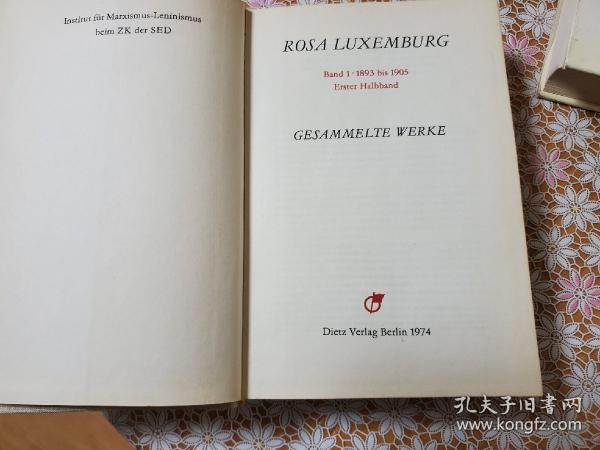 Institut für Marxismus-Leninismus
beim ZK der SED
ROSA LUXEMBURG
Band 1 · 1893 bis 1905
Erster Halbband
GESAMMELTE WERKE
Dietz Verlag Berlin 1974
孔夫子旧书网
www.kongfz.com